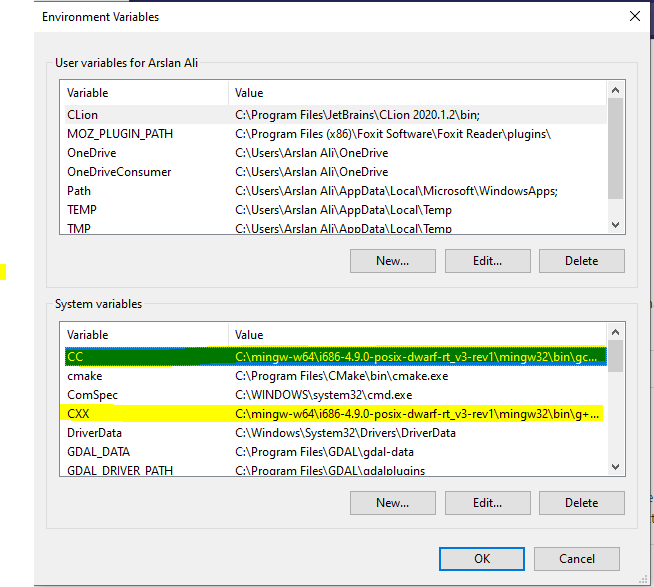 Environment Variables
User variables for Arslan Ali
Variable Value
CLion C:\Program Files\JetBrains\CLion 2020.1.2\bin;
MOZ_PLUGIN_PATH C:\Program Files (x86)\Foxit Software\Foxit Reader\plugins\
OneDrive C:\Users\Arslan Ali\OneDrive
OneDriveConsumer C:\Users\Arslan Ali\OneDrive
Path C:\Users\Arslan Ali\AppData\Local\Microsoft\WindowsApps;
TEMP C:\Users\Arslan Ali\AppData\Local\Temp
TMP C:\Users\Arslan Ali\AppData\Local\Temp
New... Edit... Delete
System variables
Variable Value
CC C:\mingw-w64\i686-4.9.0-posix-dwarf-rt_v3-rev1\mingw32\bin\gc...
cmake C:\Program Files\CMake\bin\cmake.exe
ComSpec C:\WINDOWS\system32\cmd.exe
CXX C:\mingw-w64\i686-4.9.0-posix-dwarf-rt_v3-rev1\mingw32\bin\g+...
DriverData C:\Windows\System32\Drivers\DriverData
GDAL_DATA C:\Program Files\GDAL\gdal-data
GDAL_DRIVER_PATH C:\Program Files\GDAL\gdalplugins
New... Edit... Delete
OK Cancel